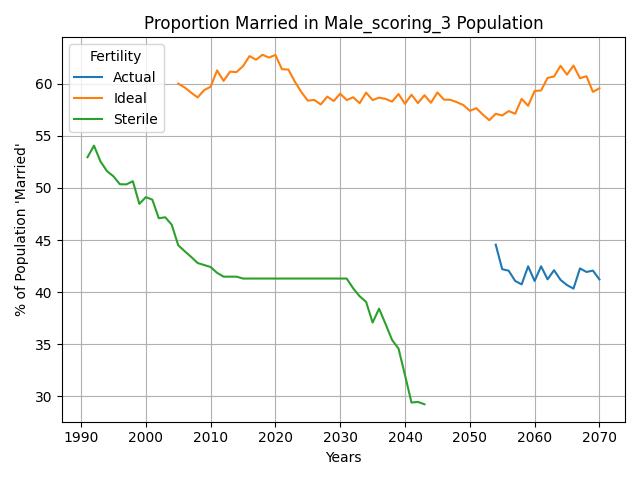 Proportion Married in Male_scoring_3 Population
Fertility
Actual
Ideal
Sterile
% of Population 'Married'
60
55
50
45
40
35
30
1990 2000 2010 2020 2030 2040 2050 2060 2070
Years